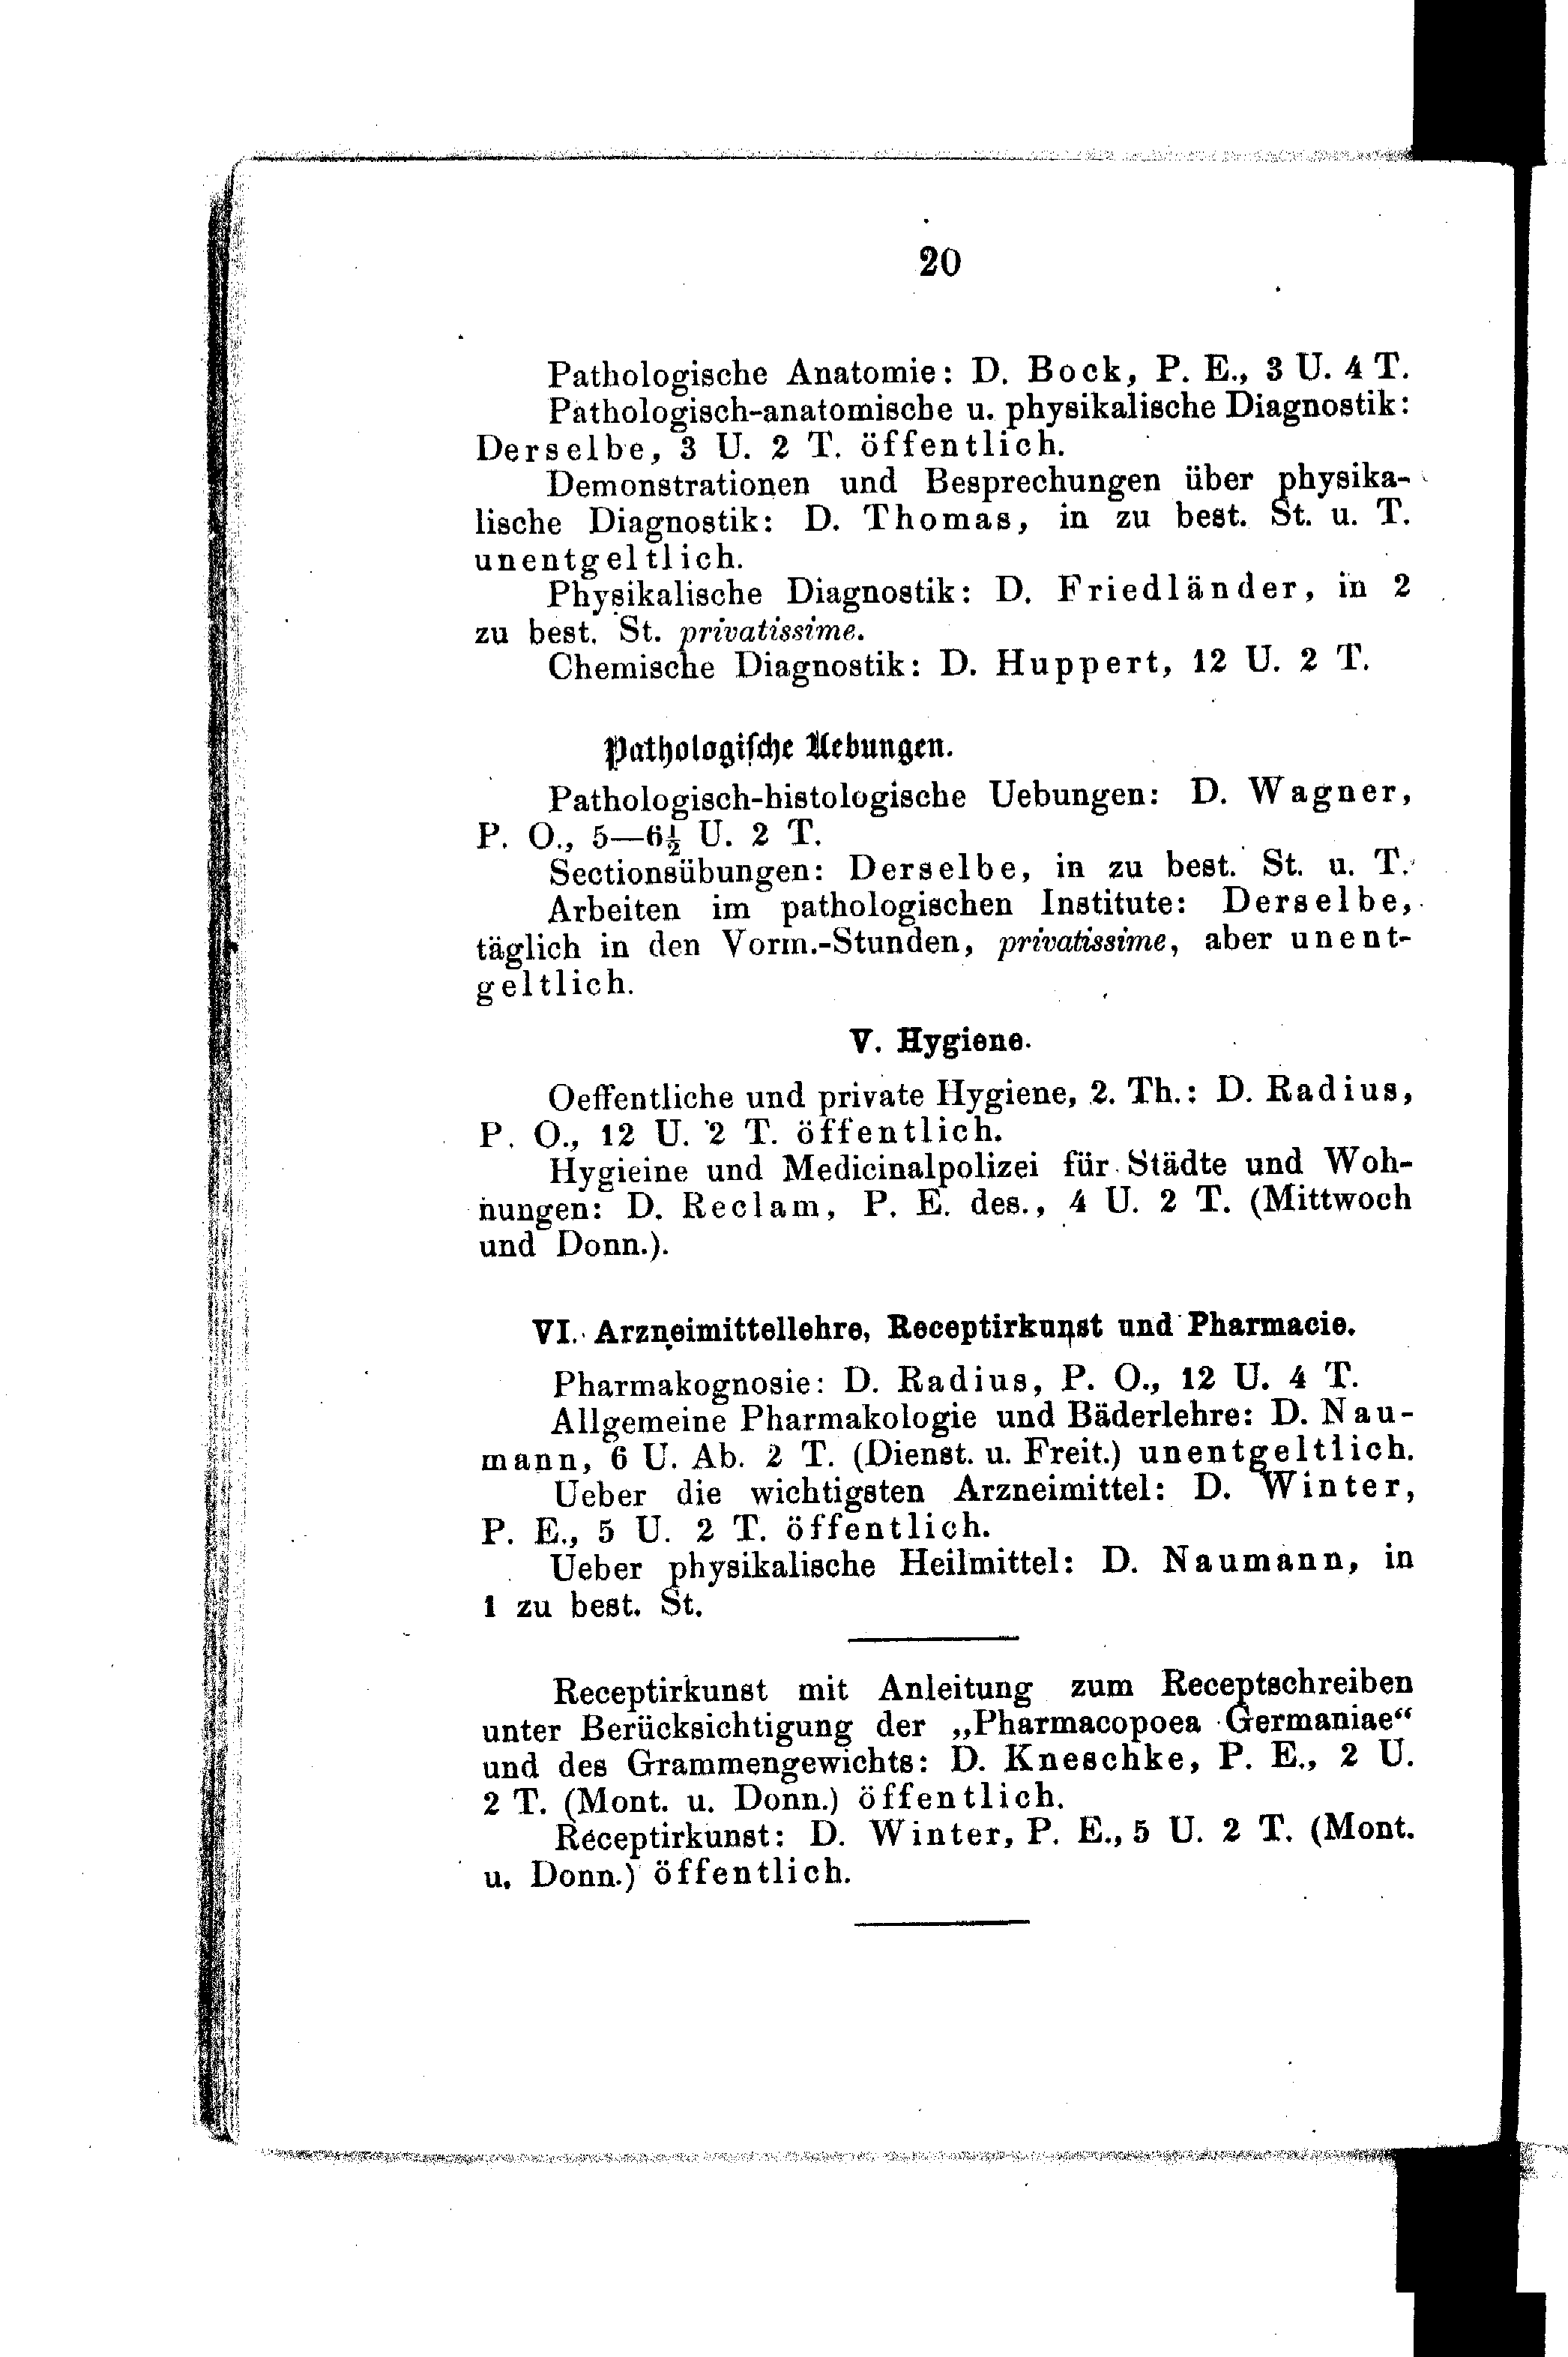 20
Pathologische Anatomie: D. Bock, P. E., 3 U. 4 T.
Pathologisch-anatomische u. physikalische Diagnostik:
Derselbe, 3 U. 2 T. öffentlich.
Demonstrationen und Besprechungen über physika-
lische Diagnostik: D. Thomas, in zu best. St. u. T.
unentgeltlich.
Physikalische Diagnostik: D. Friedländer, in 2
zu best. St. privatissime.
Chemische Diagnostik: D. Huppert, 12 U. 2 T.
Pathologiſche Uebungen.
Pathologisch-histologische Uebungen: D. Wagner,
P. O., 5—6½ U. 2 T.
Sectionsübungen: Derselbe, in zu best. St. u. T.
Arbeiten im pathologischen Institute: Derselbe,
täglich in den Vorm.-Stunden, privatissime, aber unent-
geltlich.
V. Hygiene.
Oeffentliche und private Hygiene, 2. Th.: D. Radius,
P. O., 12 U. 2 T. öffentlich.
Hygieine und Medicinalpolizei für Städte und Woh-
nungen: D. Reclam, P. E. des., 4 U. 2 T. (Mittwoch
und Donn.).
VI. Arzneimittellehre, Receptirkunst und Pharmacie.
Pharmakognosie: D. Radius, P. O., 12 U. 4 T.
Allgemeine Pharmakologie und Bäderlehre: D. Nau-
mann, 6 U. Ab. 2 T. (Dienst. u. Freit.) unentgeltlich.
Ueber die wichtigsten Arzneimittel: D. Winter,
P. E., 5 U. 2 T. öffentlich.
Ueber physikalische Heilmittel: D. Naumann, in
1 zu best. St.
Receptirkunst mit Anleitung zum Receptschreiben
unter Berücksichtigung der „Pharmacopoea Germaniae“
und des Grammengewichts: D. Kneschke, P. E., 2 U.
2 T. (Mont. u. Donn.) öffentlich.
Receptirkunst: D. Winter, P. E., 5 U. 2 T. (Mont.
u. Donn.) öffentlich.